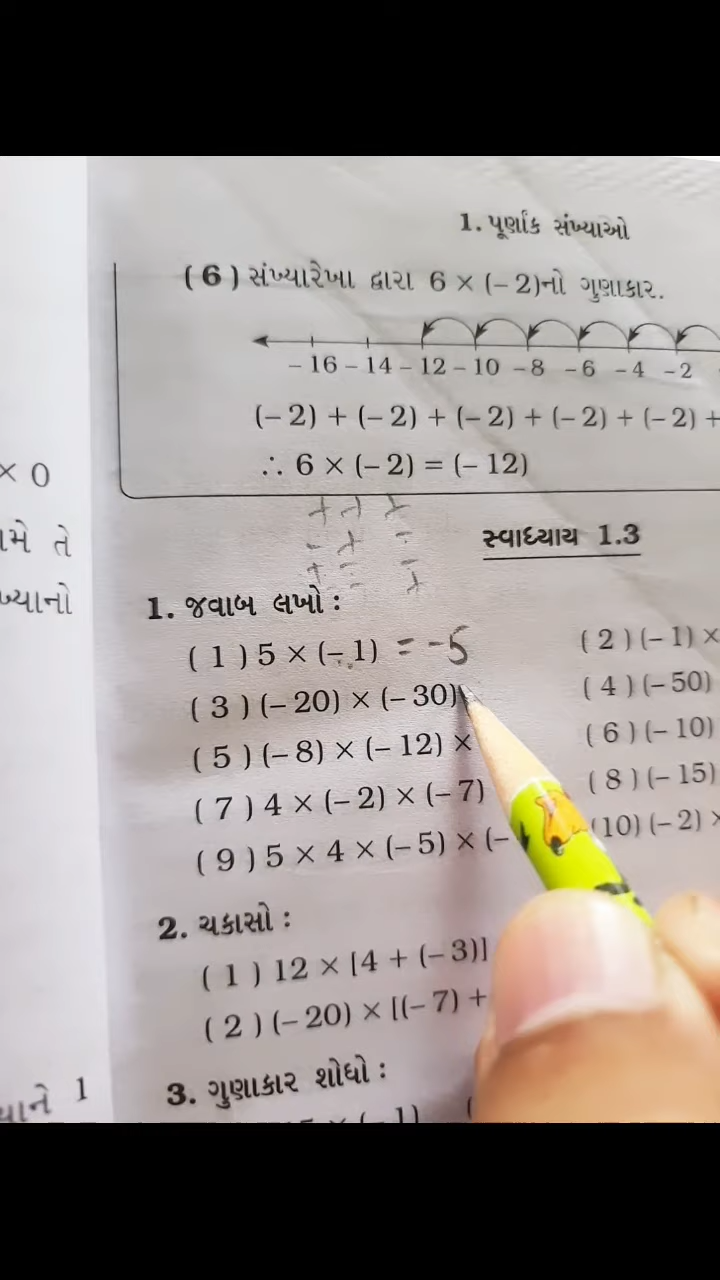 1. પૂર્ણાંક સંખ્યાઓ
( 6 ) સંખ્યારેખા દ્વારા 6 × (– 2)નો ગુણાકાર.
– 16 – 14 – 12 – 10 – 8 – 6 – 4 – 2
(– 2) + (– 2) + (– 2) + (– 2) + (– 2) +
∴ 6 × (– 2) = (– 12)
× 0
તે
1
સ્વાધ્યાય 1.3
1. જવાબ લખો :
( 1 ) 5 × (– 1) = -5
( 2 ) (– 1) ×
( 3 ) (– 20) × (– 30)
( 4 ) (– 50)
( 5 ) (– 8) × (– 12) ×
( 6 ) (– 10)
( 7 ) 4 × (– 2) × (– 7)
( 8 ) (– 15)
( 9 ) 5 × 4 × (– 5) × (–
(10) (– 2) ×
2. ચકાસો :
( 1 ) 12 × [4 + (– 3)]
( 2 ) (– 20) × [(– 7) +
3. ગુણાકાર શોધો :